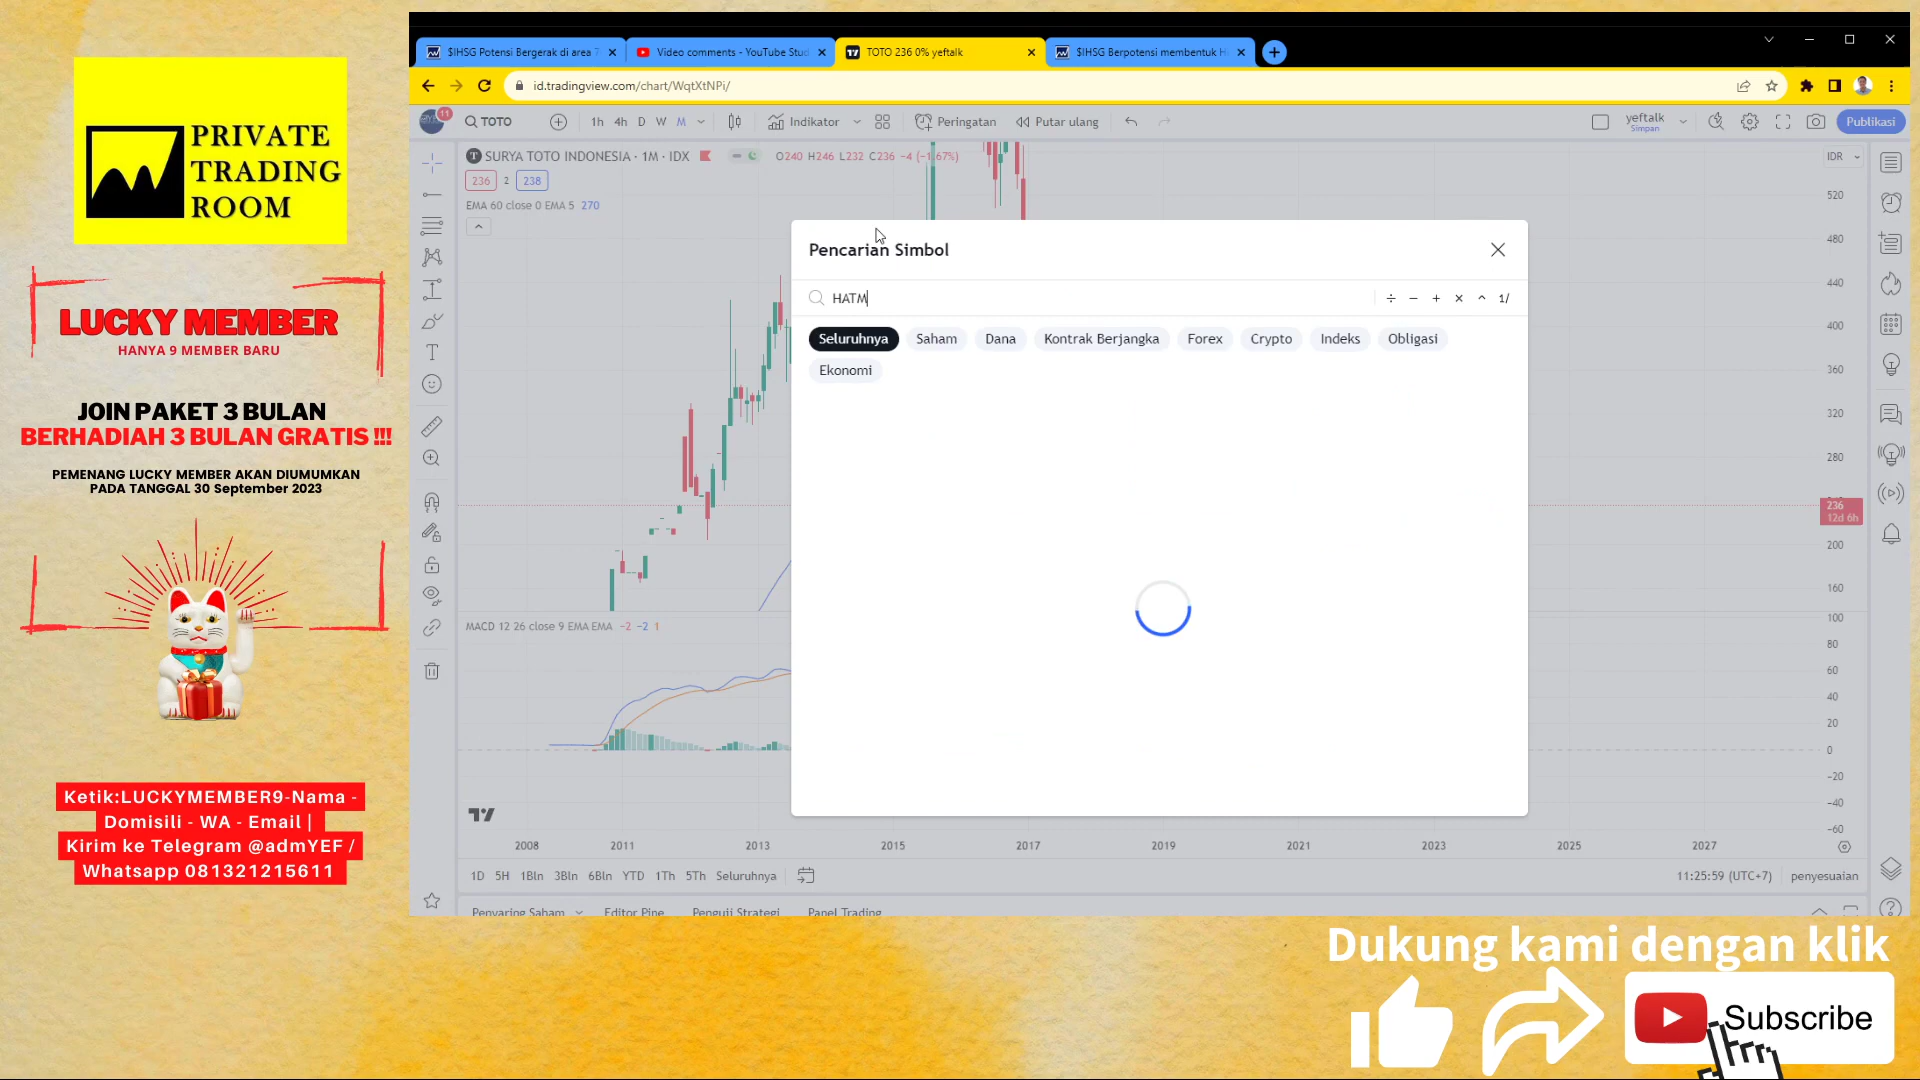 PRIVATE
TRADING
ROOM
LUCKY MEMBER
HANYA 9 MEMBER BARU
JOIN PAKET 3 BULAN
BERHADIAH 3 BULAN GRATIS !!!
PEMENANG LUCKY MEMBER AKAN DIUMUMKAN
PADA TANGGAL 30 September 2023
Ketik:LUCKYMEMBER9-Nama -
Domisili - WA - Email |
Kirim ke Telegram @admYEF /
Whatsapp 081321215611
$IHSG Potensi Bergerak di area 7
Video comments - YouTube Stud
TOTO 236 0% yeftalk
$IHSG Berpotensi membentuk Hi
id.tradingview.com/chart/WqtXtNPi/
11
TOTO
1h 4h D W M
Indikator
Peringatan
Putar ulang
yeftalk
Simpan
Publikasi
SURYA TOTO INDONESIA · 1M · IDX
O240 H246 L232 C236 −4 (−1.67%)
IDR
236 2 238
EMA 60 close 0 EMA 5 270
520
480
440
400
360
320
280
236
12d 6h
200
160
100
80
60
40
20
0
−20
−40
−60
Pencarian Simbol
HATM
÷ − + × ^ 1/
Seluruhnya Saham Dana Kontrak Berjangka Forex Crypto Indeks Obligasi
Ekonomi
MACD 12 26 close 9 EMA EMA −2 −2 1
2008 2011 2013 2015 2017 2019 2021 2023 2025 2027
1D 5H 1Bln 3Bln 6Bln YTD 1Th 5Th Seluruhnya
11:25:59 (UTC+7) penyesuaian
Penyaring Saham Editor Pine Penguji Strategi Panel Trading
Dukung kami dengan klik
Subscribe